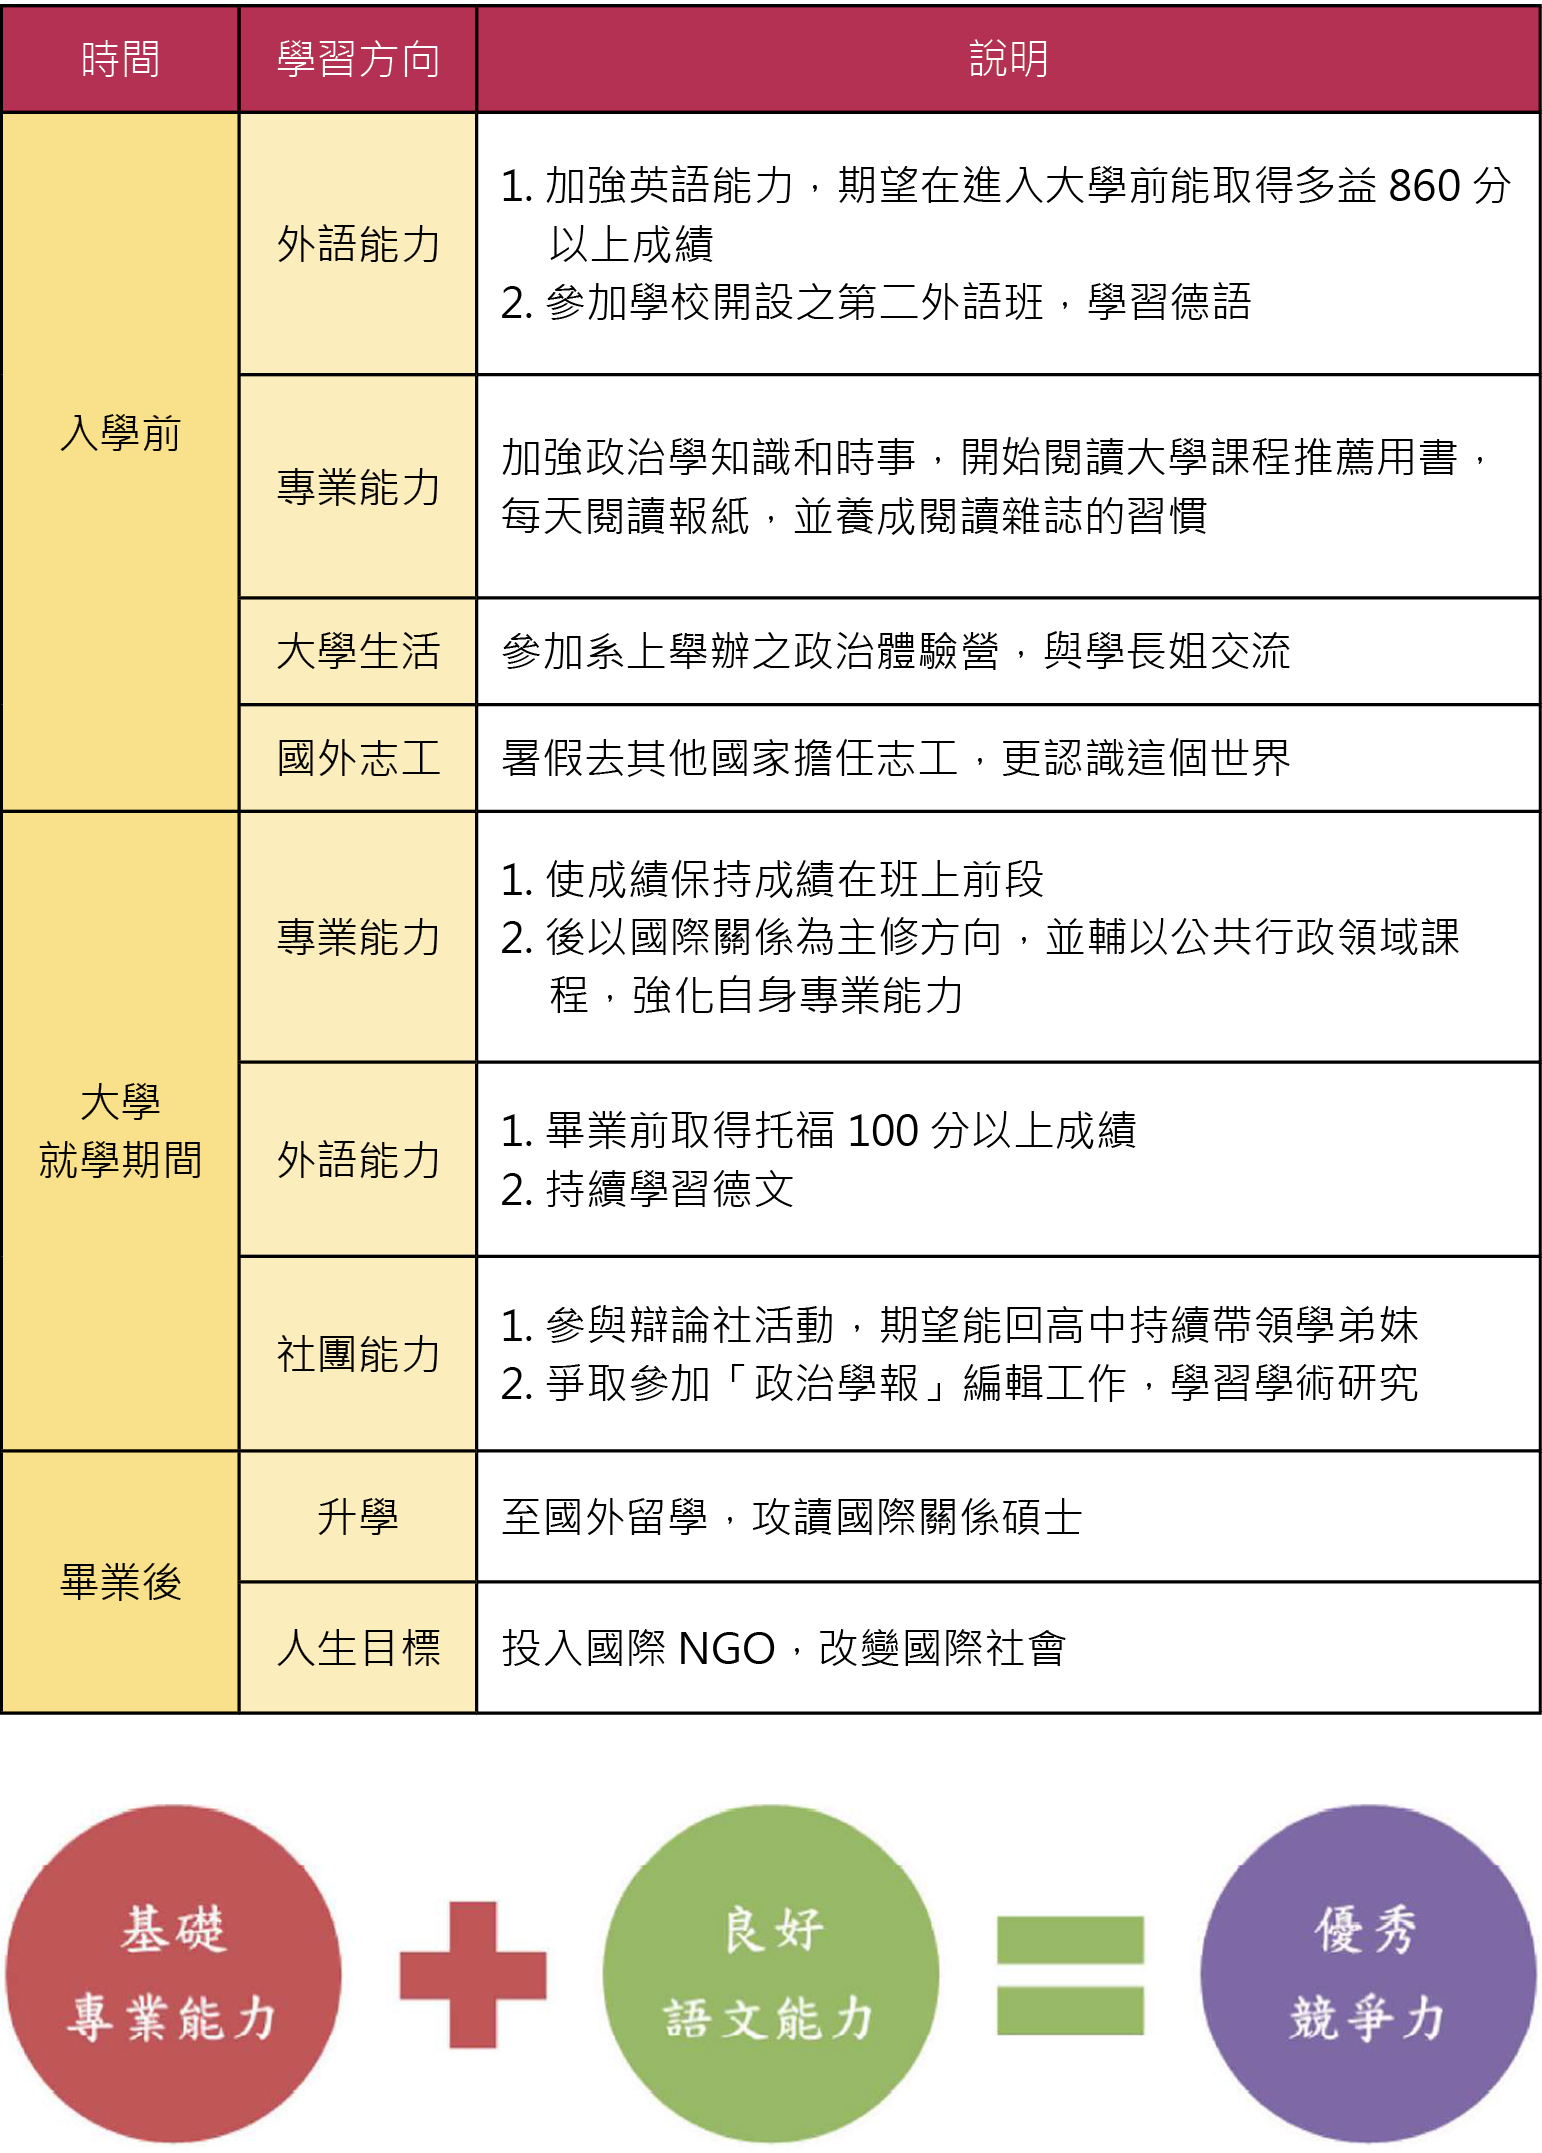 時間 學習方向 說明
入學前
外語能力
1. 加強英語能力，期望在進入大學前能取得多益 860 分
以上成績
2. 參加學校開設之第二外語班，學習德語
專業能力
加強政治學知識和時事，開始閱讀大學課程推薦用書，
每天閱讀報紙，並養成閱讀雜誌的習慣
大學生活
參加系上舉辦之政治體驗營，與學長姐交流
國外志工
暑假去其他國家擔任志工，更認識這個世界
大學
就學期間
專業能力
1. 使成績保持成績在班上前段
2. 後以國際關係為主修方向，並輔以公共行政領域課
程，強化自身專業能力
外語能力
1. 畢業前取得托福 100 分以上成績
2. 持續學習德文
社團能力
1. 參與辯論社活動，期望能回高中持續帶領學弟妹
2. 爭取參加「政治學報」編輯工作，學習學術研究
畢業後
升學
至國外留學，攻讀國際關係碩士
人生目標
投入國際 NGO，改變國際社會
基礎
專業能力
良好
語文能力
優秀
競爭力